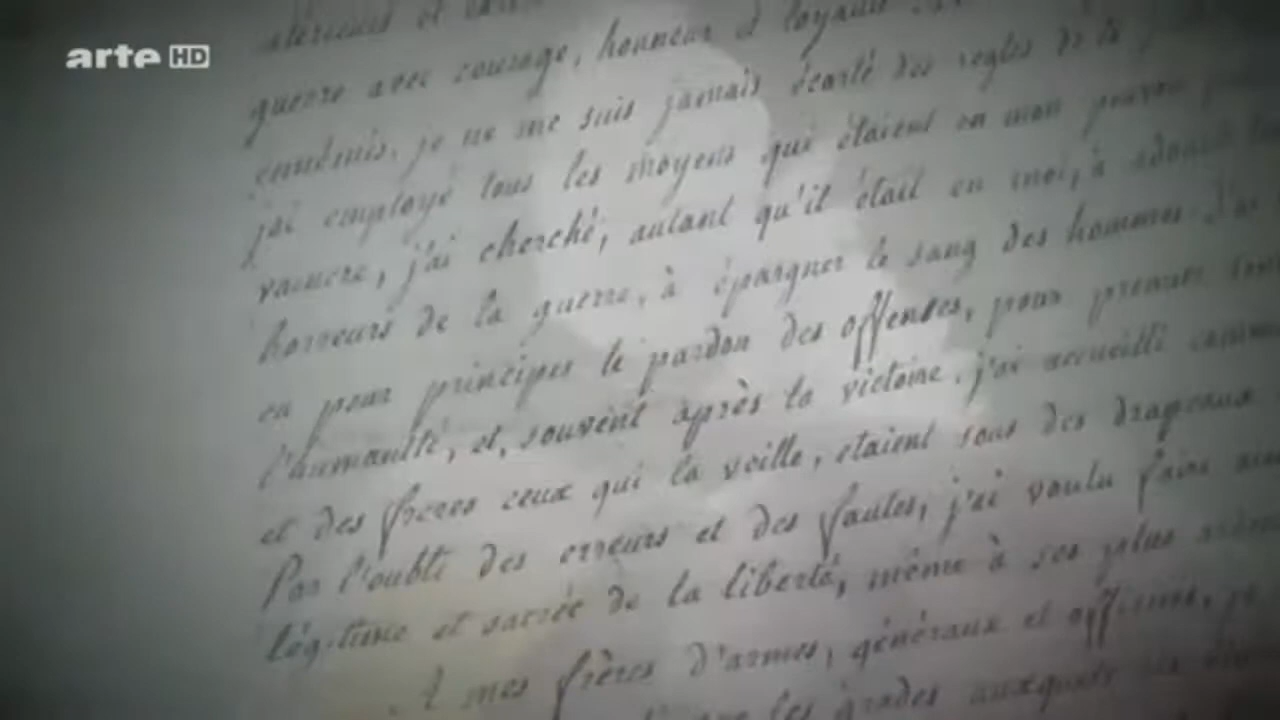 arte HD
guerre avec courage, honneur et loyauté
ennemis, je ne me suis jamais écarté des règles de la
j'ai employé tous les moyens qui étaient en mon pouvoir
vaincre, j'ai cherché, autant qu'il était en moi, à adoucir
horreurs de la guerre, à épargner le sang des hommes. J'ai
eu pour principes le pardon des offenses, pour premier
l'humanité, et, souvent après la victoire, j'ai accueilli comme
et des frères ceux qui la veille, étaient sous des drapeaux
Par l'oubli des erreurs et des fautes, j'ai voulu faire
légitime et sacrée de la liberté, même à ses plus
A mes frères d'armes, généraux et officiers, je
les grades auxquels